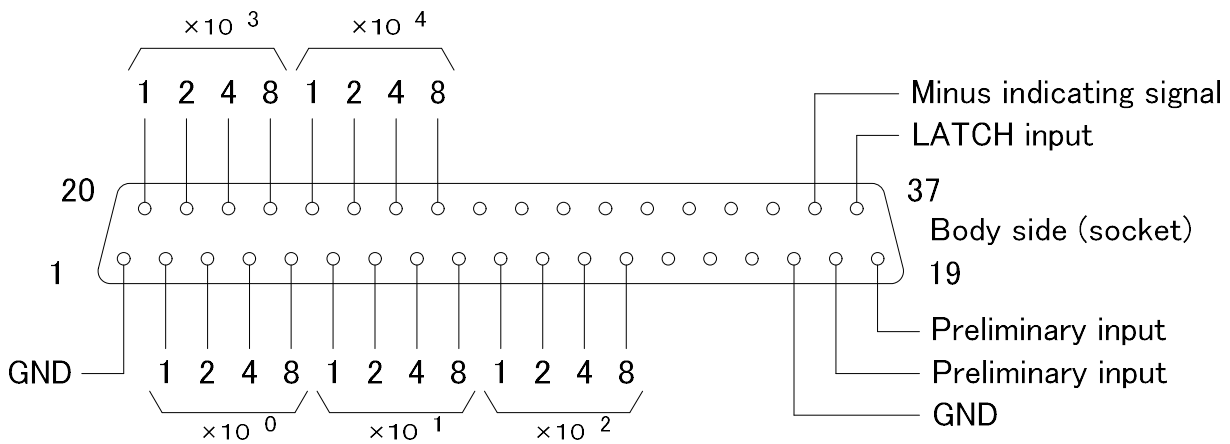 ×10 3 ×10 4
1 2 4 8 1 2 4 8
Minus indicating signal
LATCH input
20
37
Body side (socket)
1
19
Preliminary input
GND 1 2 4 8 1 2 4 8 1 2 4 8
Preliminary input
GND
×10 0 ×10 1 ×10 2